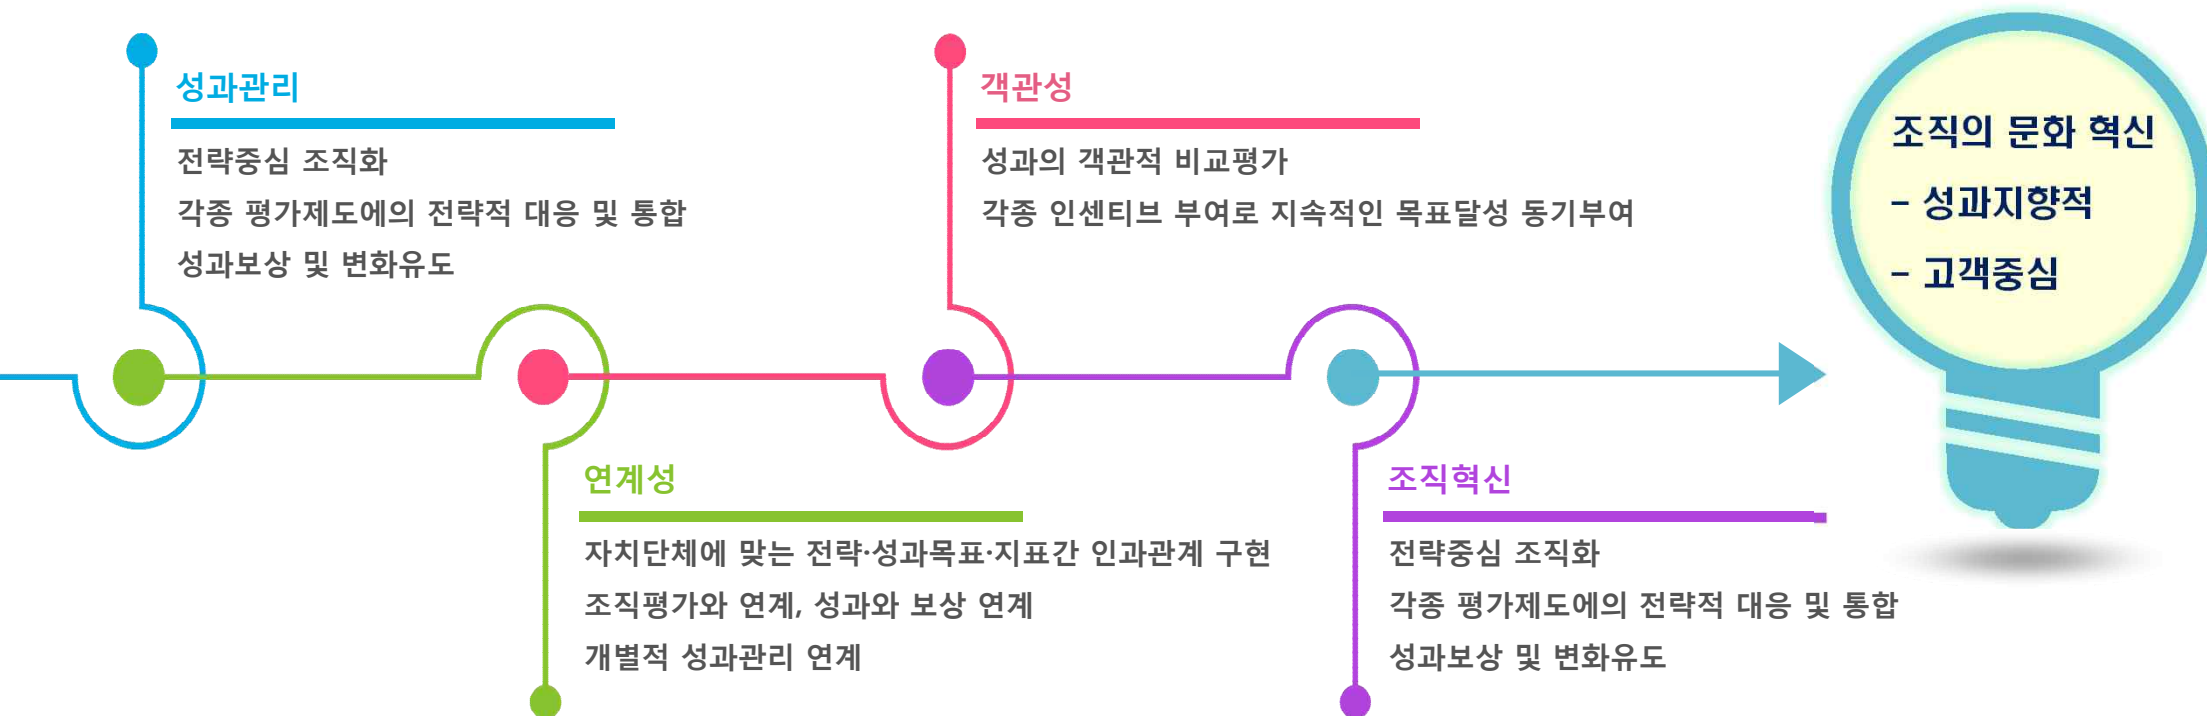 성과관리
전략중심 조직화
각종 평가제도에의 전략적 대응 및 통합
성과보상 및 변화유도
연계성
자치단체에 맞는 전략·성과목표·지표간 인과관계 구현
조직평가와 연계, 성과와 보상 연계
개별적 성과관리 연계
객관성
성과의 객관적 비교평가
각종 인센티브 부여로 지속적인 목표달성 동기부여
조직혁신
전략중심 조직화
각종 평가제도에의 전략적 대응 및 통합
성과보상 및 변화유도
조직의 문화 혁신
- 성과지향적
- 고객중심